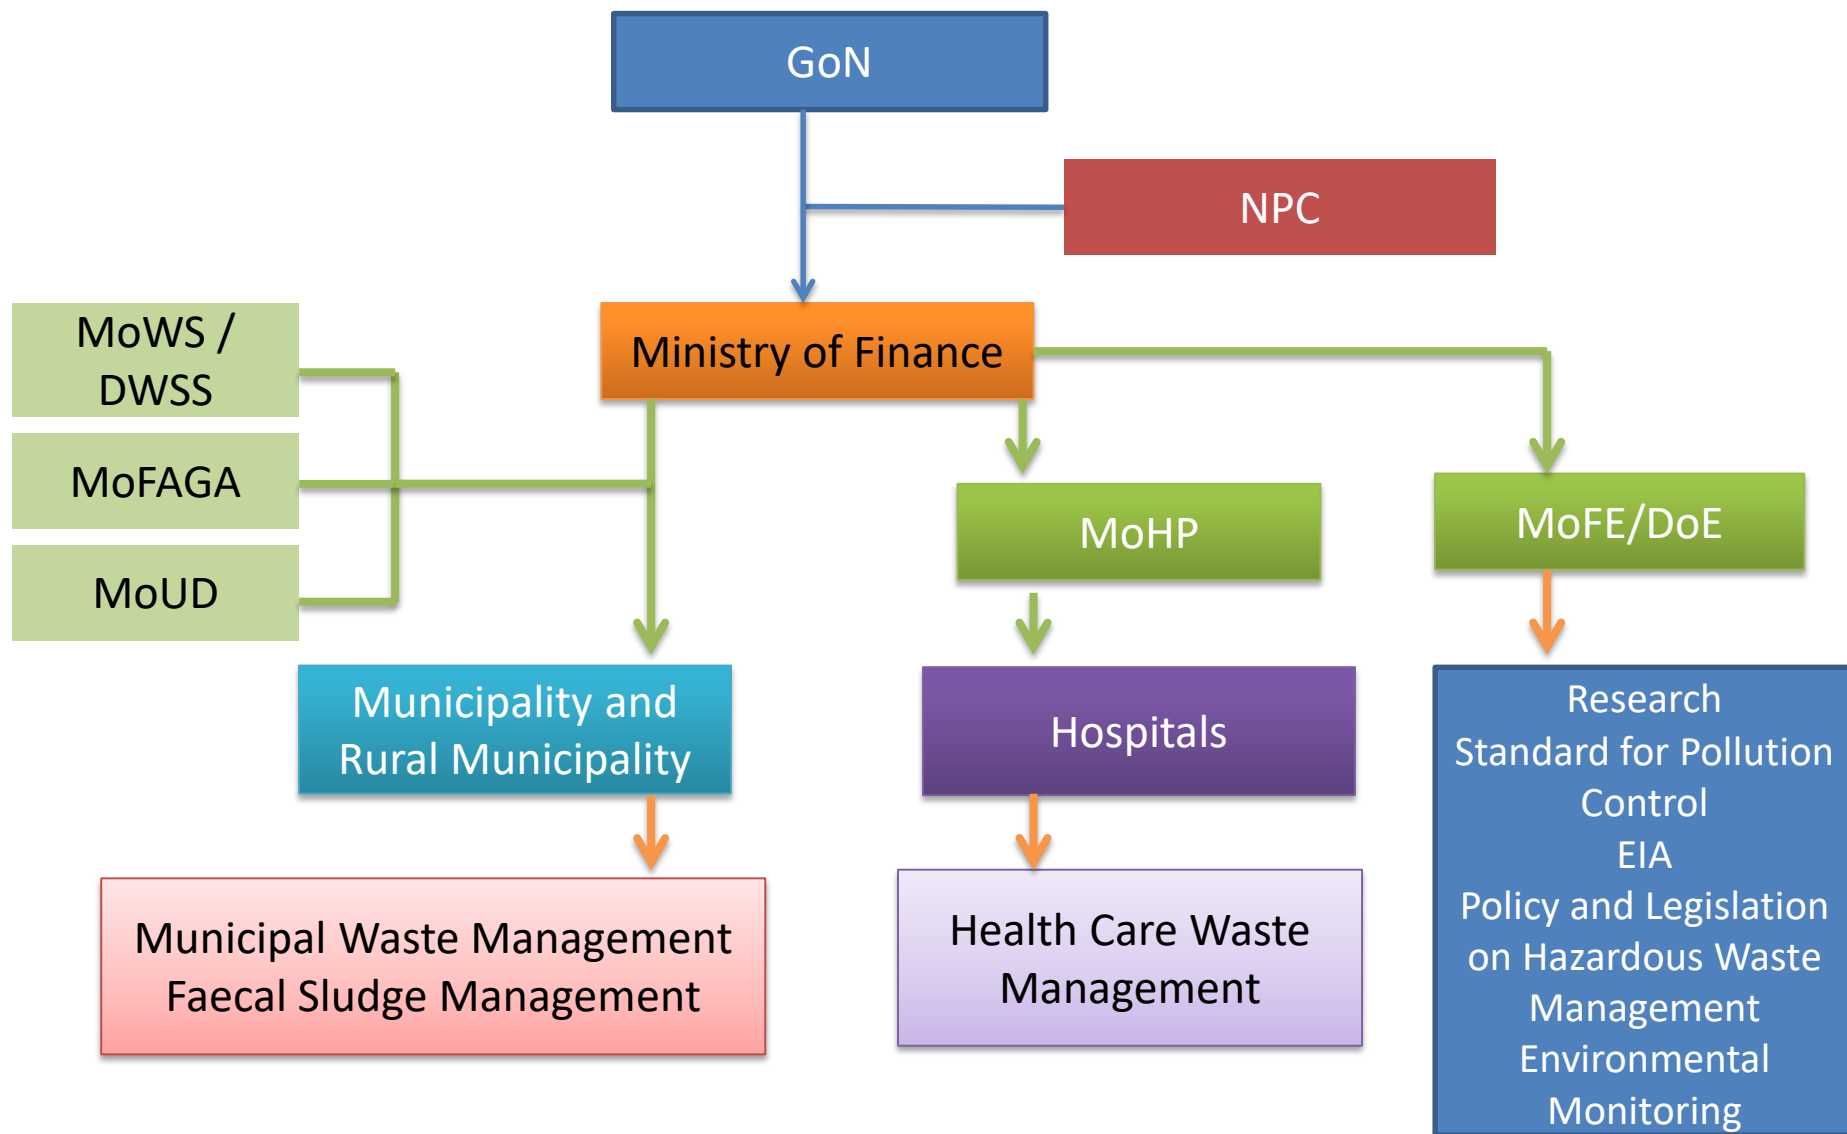 GoN
NPC
MoWS /
DWSS
Ministry of Finance
MoFAGA
MoHP
MoFE/DoE
MoUD
Municipality and
Rural Municipality
Hospitals
Research
Standard for Pollution
Control
EIA
Policy and Legislation
on Hazardous Waste
Management
Environmental
Monitoring
Municipal Waste Management
Faecal Sludge Management
Health Care Waste
Management